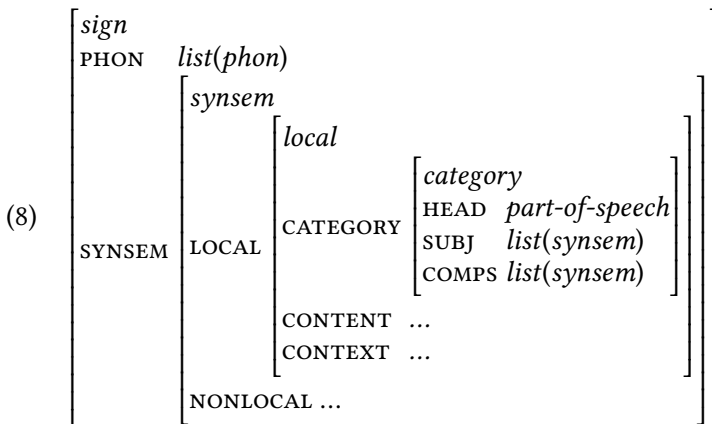 sign
PHON list(phon)
synsem
local
category
HEAD part-of-speech
(8)
CATEGORY
SUBJ list(synsem)
SYNSEM LOCAL
COMPS list(synsem)
CONTENT ...
CONTEXT ...
NONLOCAL ...